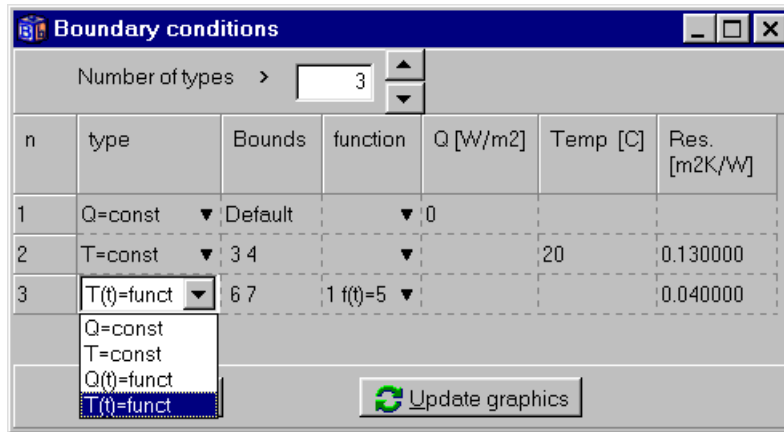 Boundary conditions
Number of types > 3
n type Bounds function Q [W/m2] Temp [C] Res. [m2K/W]
1 Q=const Default 0
2 T=const 3 4 20 0.130000
3 T(t)=funct 6 7 1 f(t)=5 0.040000
Q=const
T=const
Q(t)=funct
T(t)=funct
Update graphics